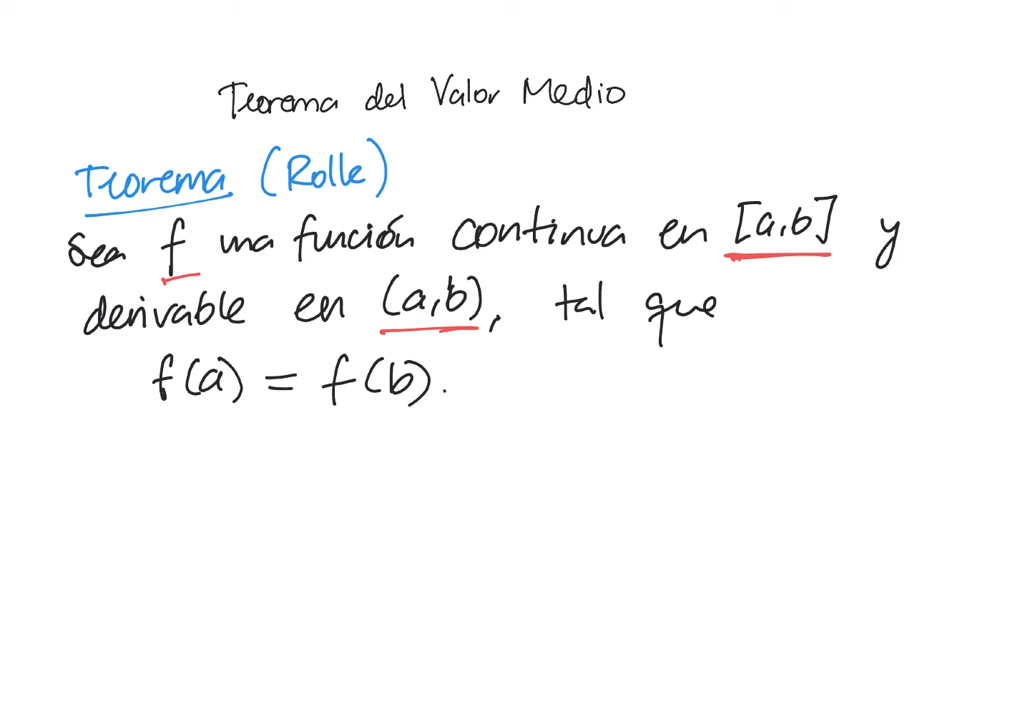 Teorema del Valor Medio
Teorema (Rolle)
Sea f una función continua en [a,b] y
derivable en (a,b), tal que
f(a) = f(b).